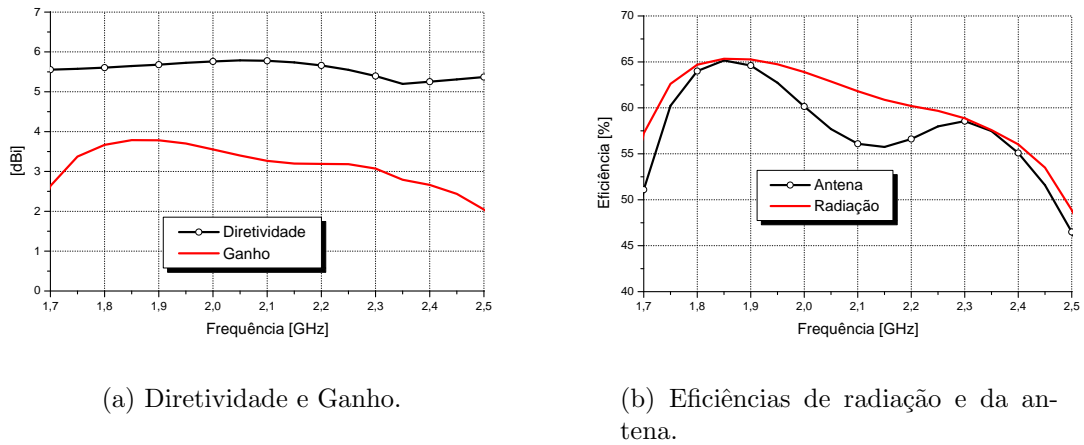 7
6
5
4
3
2
1
0
[dBi]
Diretividade
Ganho
1,7 1,8 1,9 2,0 2,1 2,2 2,3 2,4 2,5
Frequência [GHz]
70
65
60
55
50
45
40
Eficiência [%]
Antena
Radiação
1,7 1,8 1,9 2,0 2,1 2,2 2,3 2,4 2,5
Frequência [GHz]
(a) Diretividade e Ganho.
(b) Eficiências de radiação e da an-
tena.